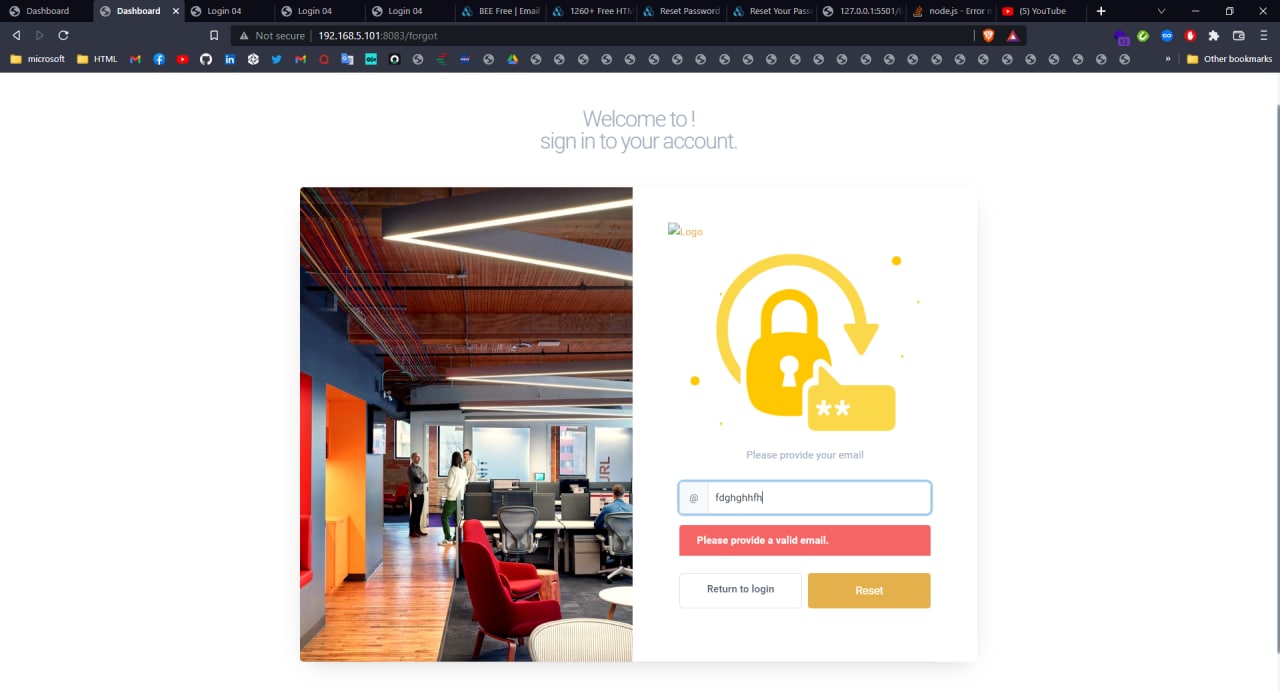 Dashboard
Dashboard
Login 04
Login 04
Login 04
BEE Free | Email
1260+ Free HTM
Reset Password
Reset Your Pass
127.0.0.1:5501/b
node.js - Error n
(5) YouTube
Not secure
192.168.5.101:8083/forgot
microsoft
HTML
Other bookmarks
Welcome to !
sign in to your account.
Logo
**
URL
Please provide your email
@
fdghghhfh
Please provide a valid email.
Return to login
Reset